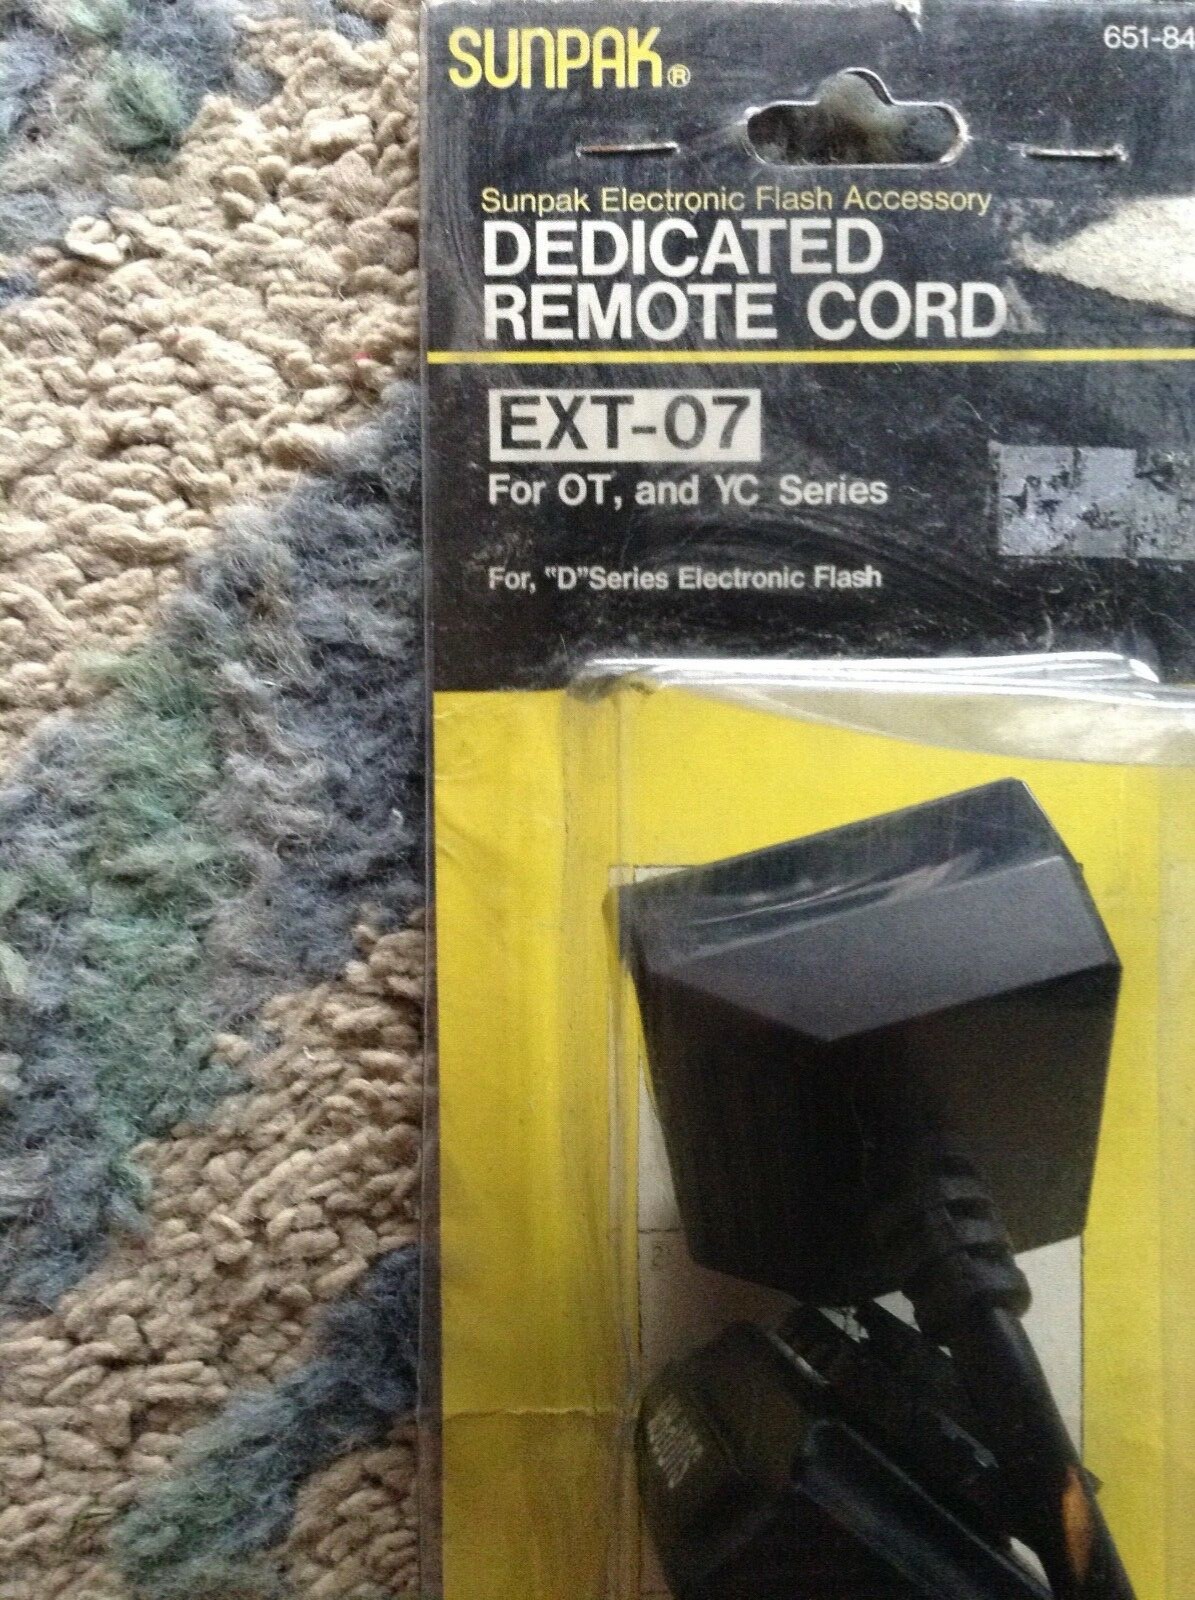 SUNPAK®
651-84
Sunpak Electronic Flash Accessory
DEDICATED
REMOTE CORD
EXT-07
For OT, and YC Series
For, "D"Series Electronic Flash